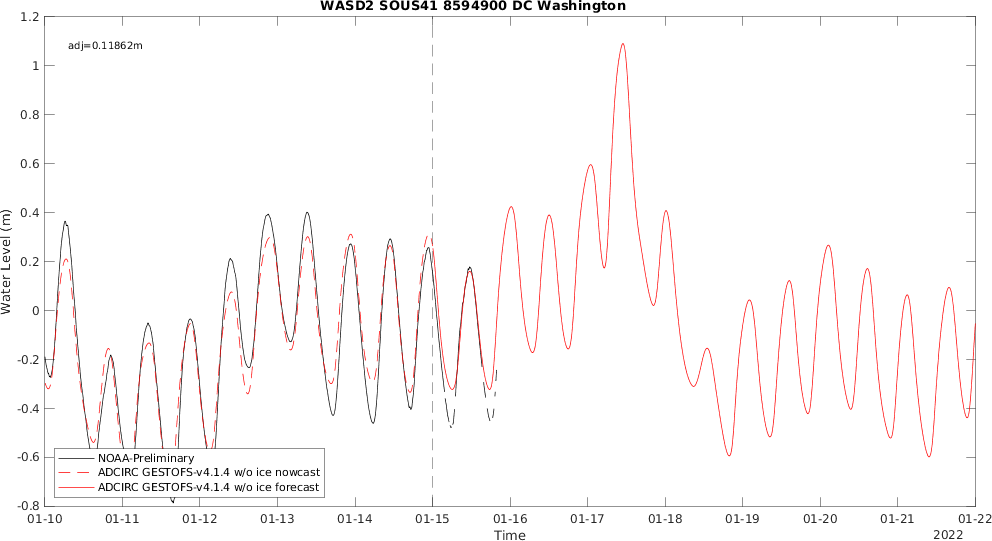 WASD2 SOUS41 8594900 DC Washington
adj=0.11862m
Water Level (m)
1.2
1
0.8
0.6
0.4
0.2
0
-0.2
-0.4
-0.6
-0.8
NOAA-Preliminary
ADCIRC GESTOFS-v4.1.4 w/o ice nowcast
ADCIRC GESTOFS-v4.1.4 w/o ice forecast
01-10 01-11 01-12 01-13 01-14 01-15 01-16 01-17 01-18 01-19 01-20 01-21 01-22
Time
2022